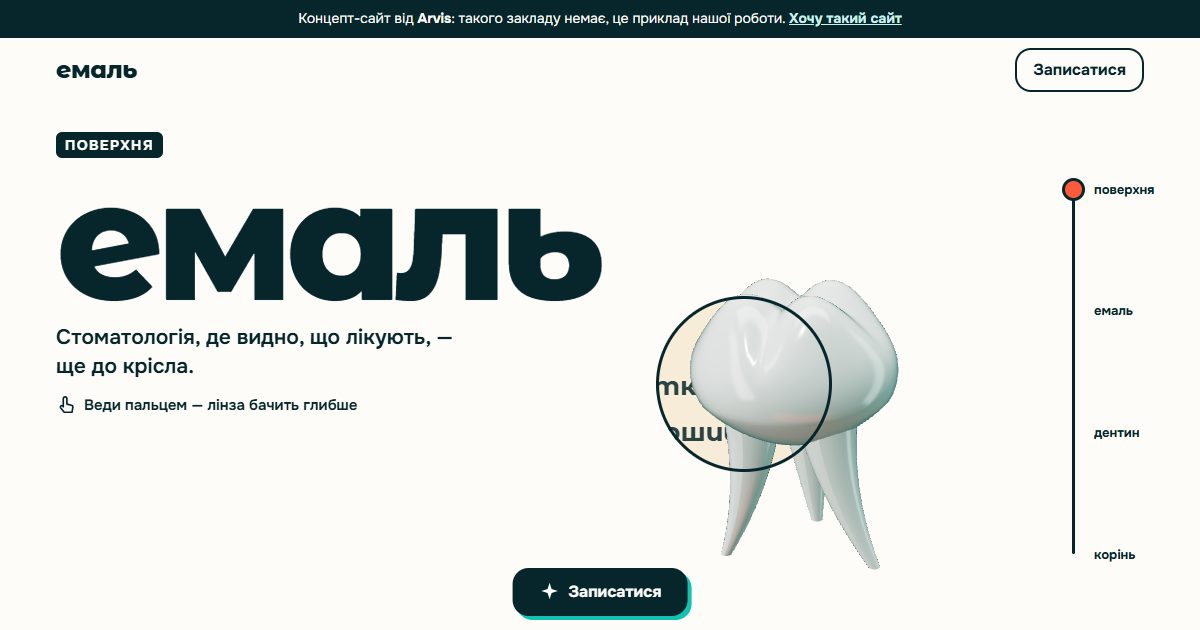 Концепт-сайт від Arvis: такого закладу немає, це приклад нашої роботи. Хочу такий сайт
емаль
Записатися
ПОВЕРХНЯ
емаль
Стоматологія, де видно, що лікують, —
ще до крісла.
Веди пальцем — лінза бачить глибше
поверхня
емаль
дентин
корінь
Записатися